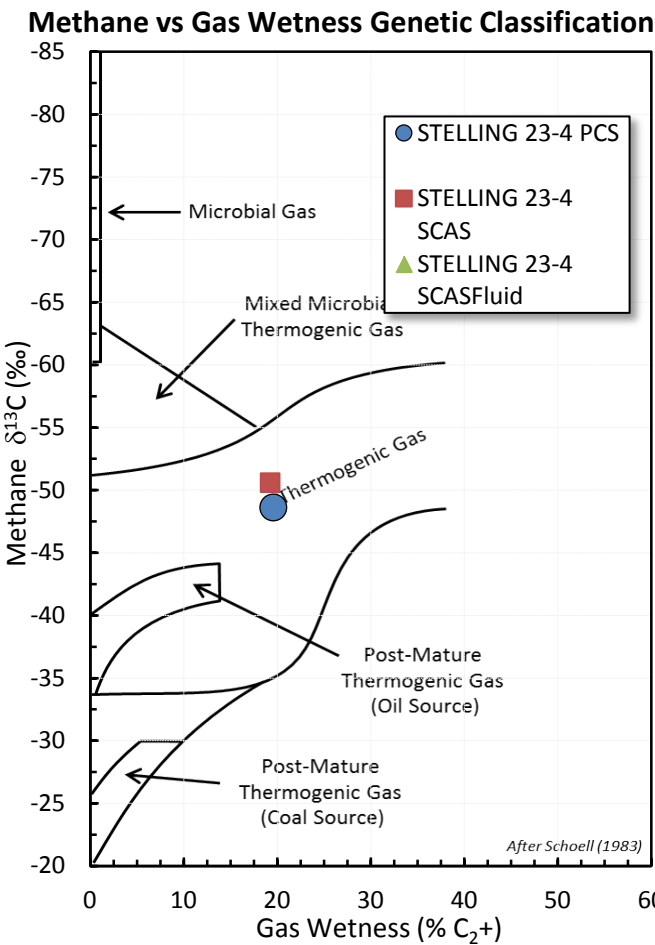 Methane vs Gas Wetness Genetic Classification
-85
-80
-75
-70
-65
-60
-55
-50
-45
-40
-35
-30
-25
-20
Methane δ¹³C (‰)
STELLING 23-4 PCS
STELLING 23-4
SCAS
STELLING 23-4
SCASFluid
Microbial Gas
Mixed Microbia
Thermogenic Gas
Thermogenic Gas
Post-Mature
Thermogenic Gas
(Oil Source)
Post-Mature
Thermogenic Gas
(Coal Source)
After Schoell (1983)
0 10 20 30 40 50 60
Gas Wetness (% C₂+)